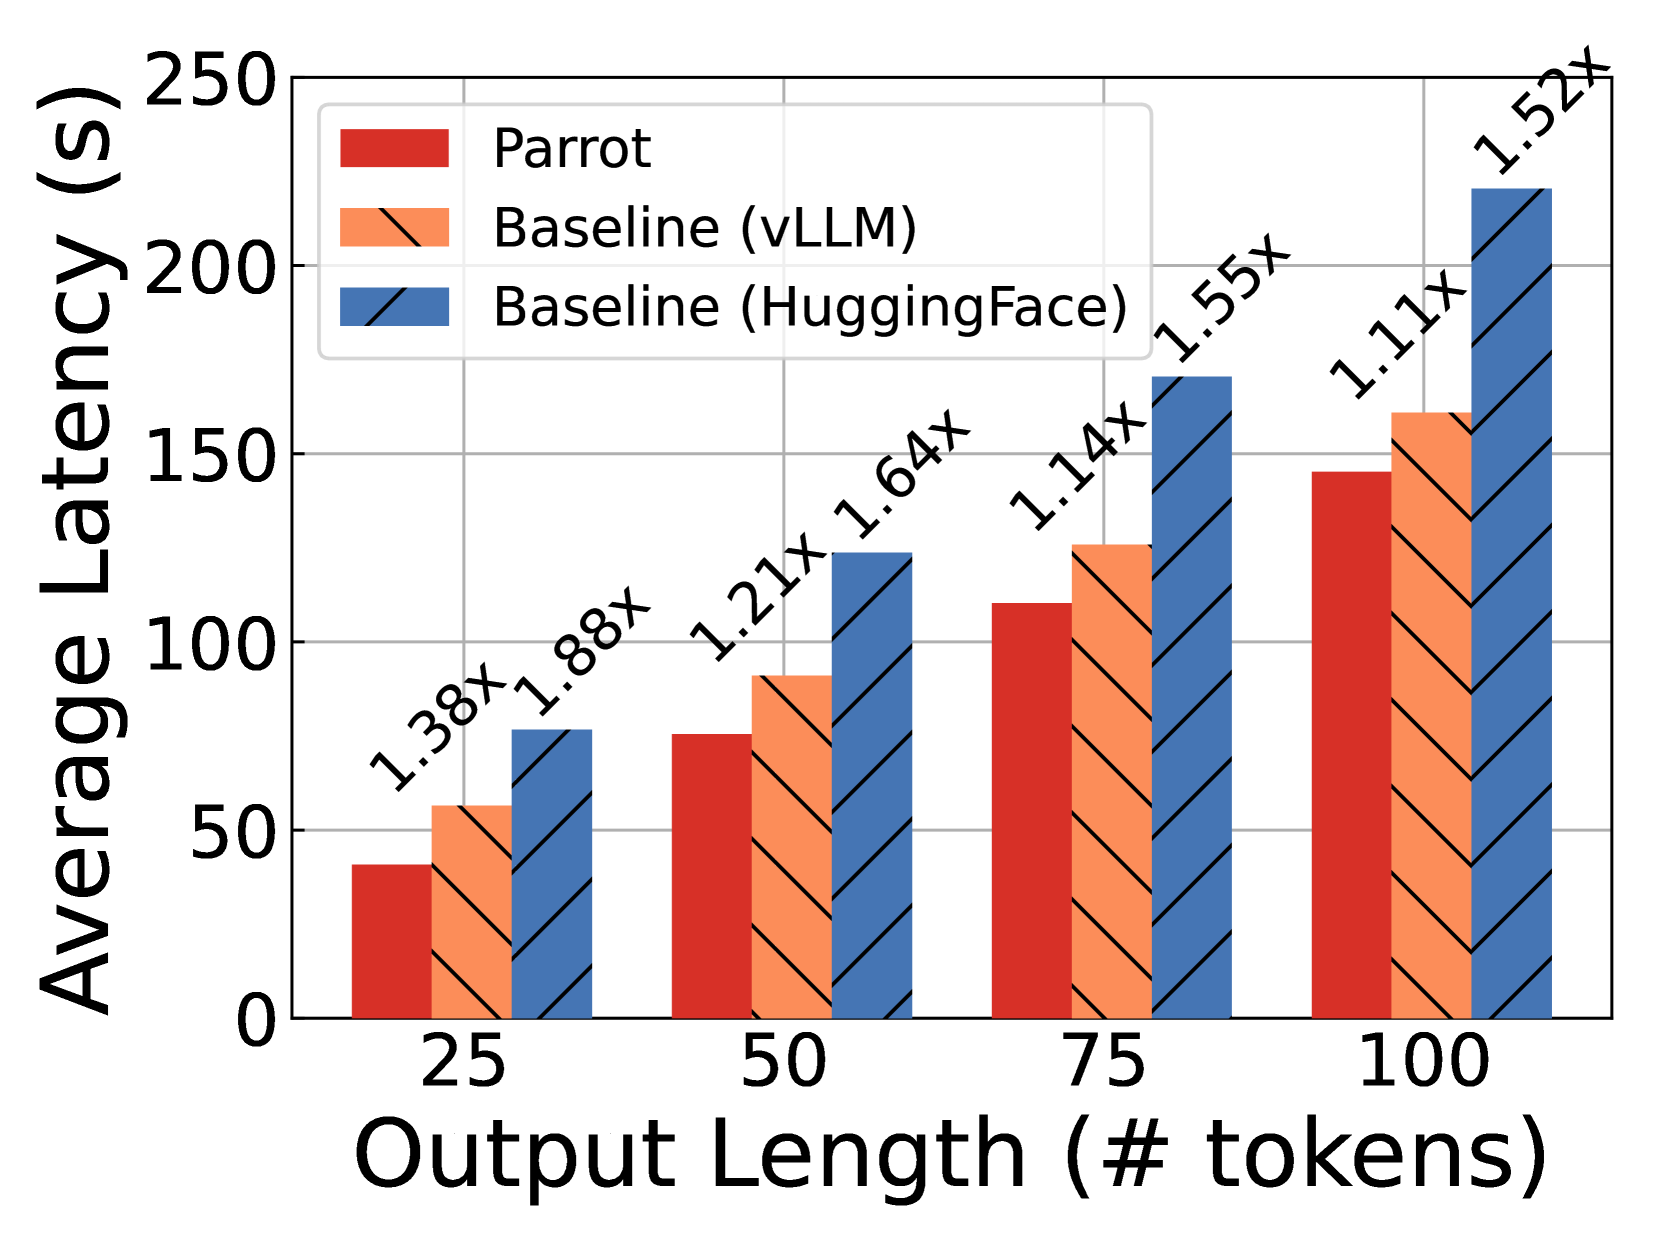 Average Latency (s)
250
200
150
100
50
0
Parrot
Baseline (vLLM)
Baseline (HuggingFace)
1.38x
1.88x
1.21x
1.64x
1.14x
1.55x
1.11x
1.52x
25
50
75
100
Output Length (# tokens)